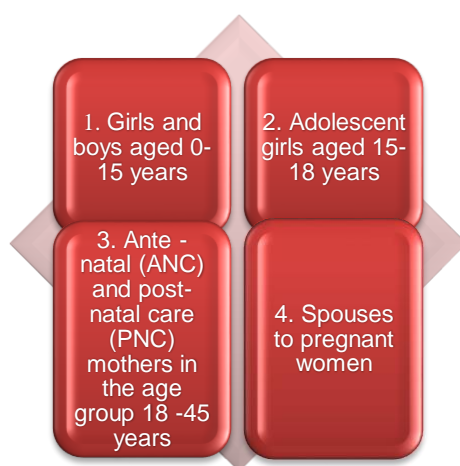 1. Girls and
boys aged 0-
15 years
2. Adolescent
girls aged 15-
18 years
3. Ante -
natal (ANC)
and post-
natal care
(PNC)
mothers in
the age
group 18 -45
years
4. Spouses
to pregnant
women